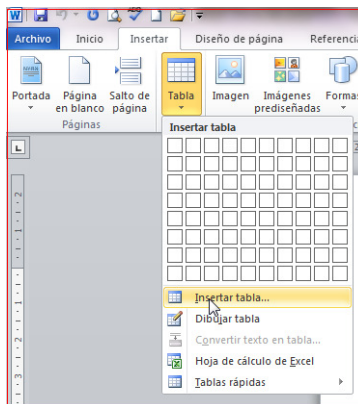 Archivo Inicio Insertar Diseño de página Referencia
Portada Página en blanco Salto de página Tabla Imagen Imágenes prediseñadas Formas
Páginas
Insertar tabla
Insertar tabla...
Dibujar tabla
Convertir texto en tabla...
Hoja de cálculo de Excel
Tablas rápidas